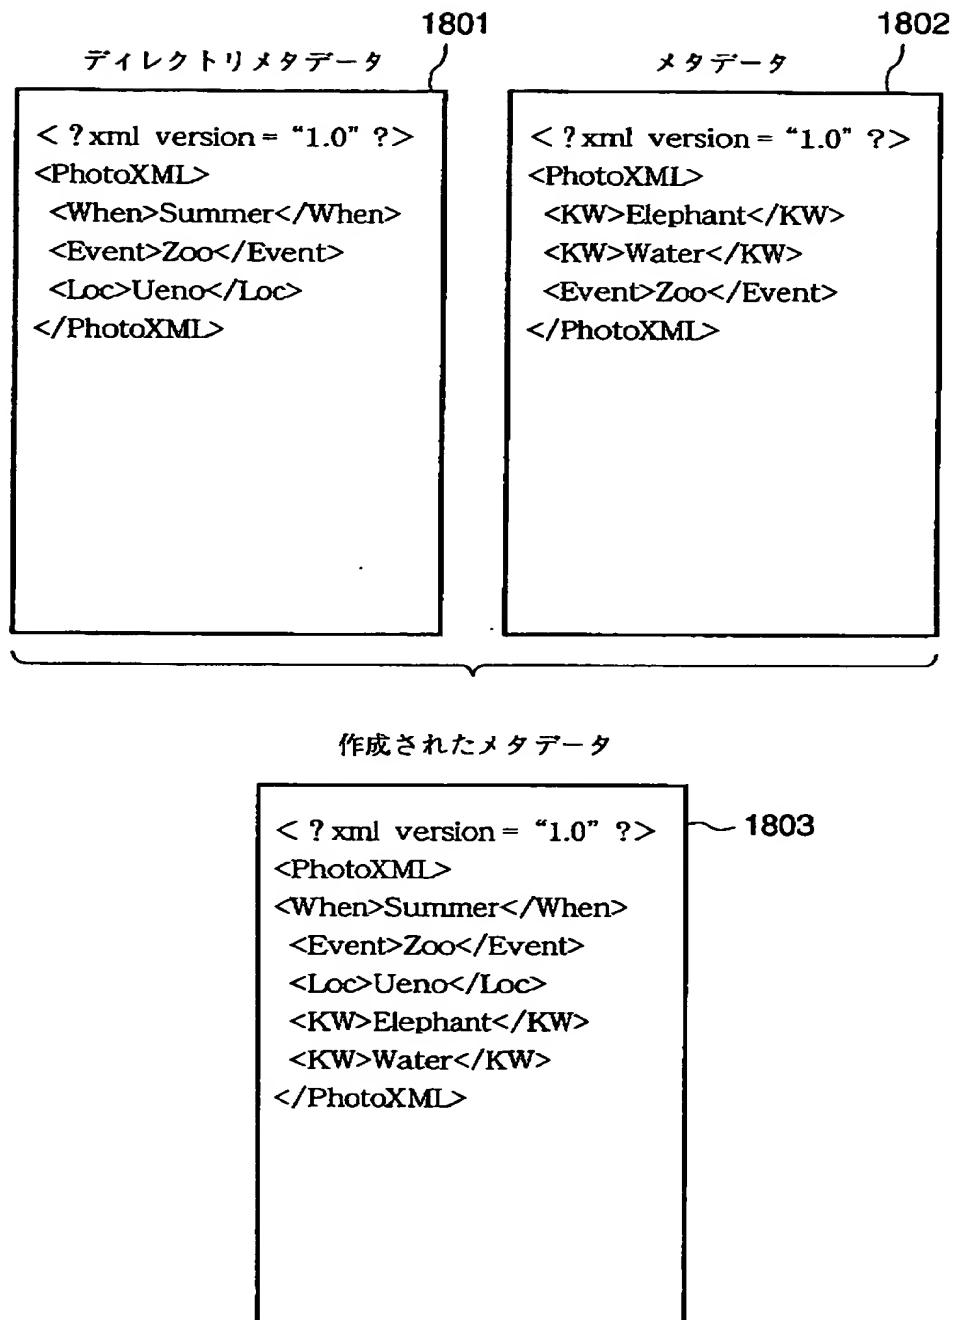 1801
ディレクトリメタデータ
< ?xml version = “1.0” ?>
<PhotoXML>
<When>Summer</When>
<Event>Zoo</Event>
<Loc>Ueno</Loc>
</PhotoXML>
1802
メタデータ
< ?xml version = “1.0” ?>
<PhotoXML>
<KW>Elephant</KW>
<KW>Water</KW>
<Event>Zoo</Event>
</PhotoXML>
作成されたメタデータ
1803
< ?xml version = “1.0” ?>
<PhotoXML>
<When>Summer</When>
<Event>Zoo</Event>
<Loc>Ueno</Loc>
<KW>Elephant</KW>
<KW>Water</KW>
</PhotoXML>